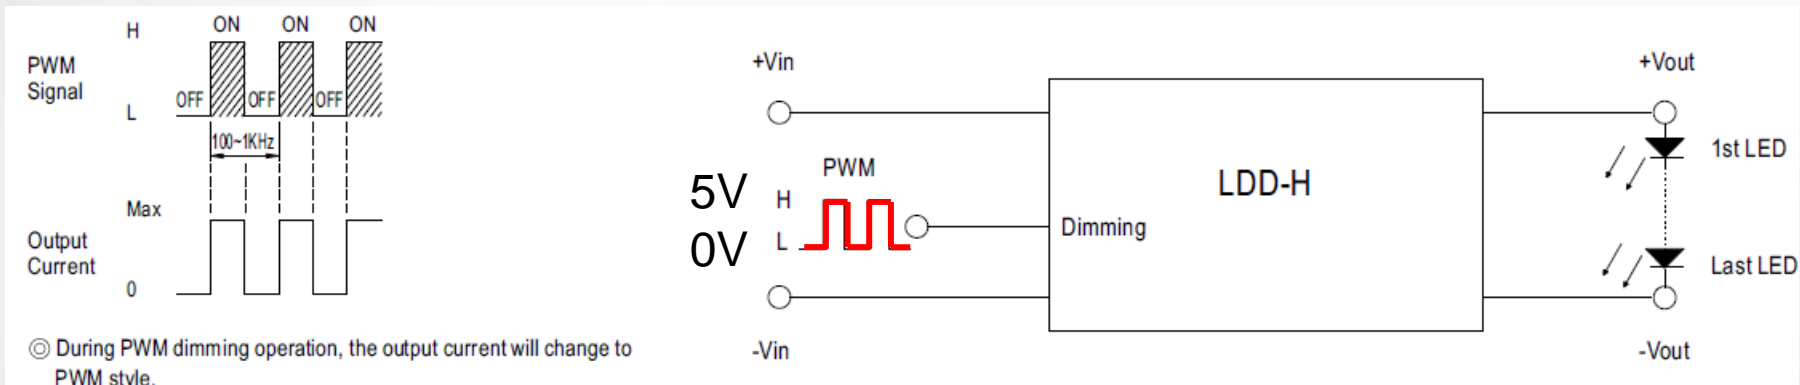 H
ON ON ON
PWM
Signal
OFF OFF OFF
L
100~1KHz
Max
Output
Current
0
◎ During PWM dimming operation, the output current will change to
PWM style.
+Vin
PWM
5V H
0V L
Dimming
LDD-H
-Vin
+Vout
1st LED
Last LED
-Vout